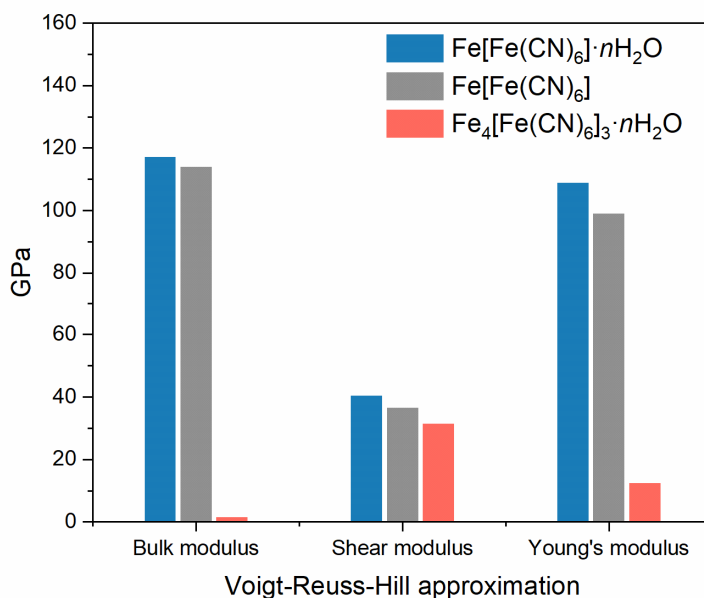 160
140
120
100
80
60
40
20
0
GPa
Fe[Fe(CN)₆]·nH₂O
Fe[Fe(CN)₆]
Fe₄[Fe(CN)₆]₃·nH₂O
Bulk modulus Shear modulus Young's modulus
Voigt-Reuss-Hill approximation